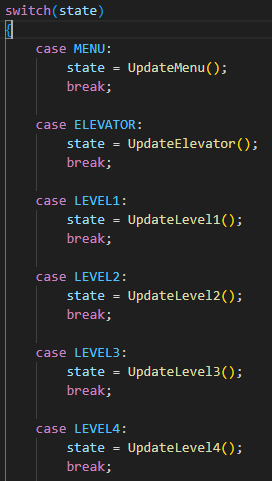 switch(state)
{
case MENU:
state = UpdateMenu();
break;
case ELEVATOR:
state = UpdateElevator();
break;
case LEVEL1:
state = UpdateLevel1();
break;
case LEVEL2:
state = UpdateLevel2();
break;
case LEVEL3:
state = UpdateLevel3();
break;
case LEVEL4:
state = UpdateLevel4();
break;